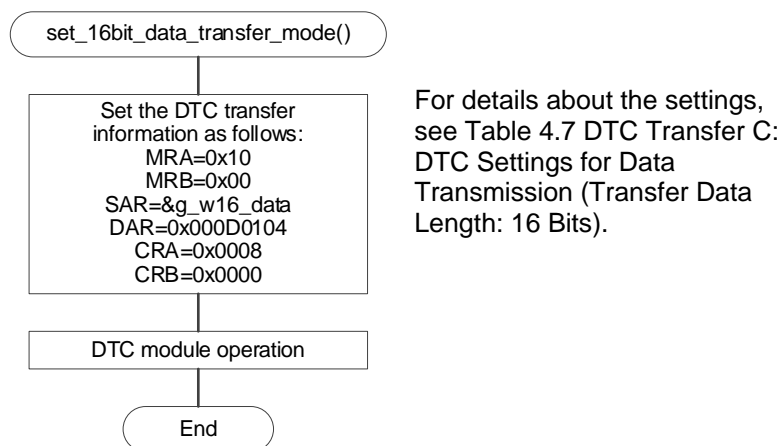 set_16bit_data_transfer_mode()
Set the DTC transfer
information as follows:
MRA=0x10
MRB=0x00
SAR=&g_w16_data
DAR=0x000D0104
CRA=0x0008
CRB=0x0000
For details about the settings,
see Table 4.7 DTC Transfer C:
DTC Settings for Data
Transmission (Transfer Data
Length: 16 Bits).
DTC module operation
End